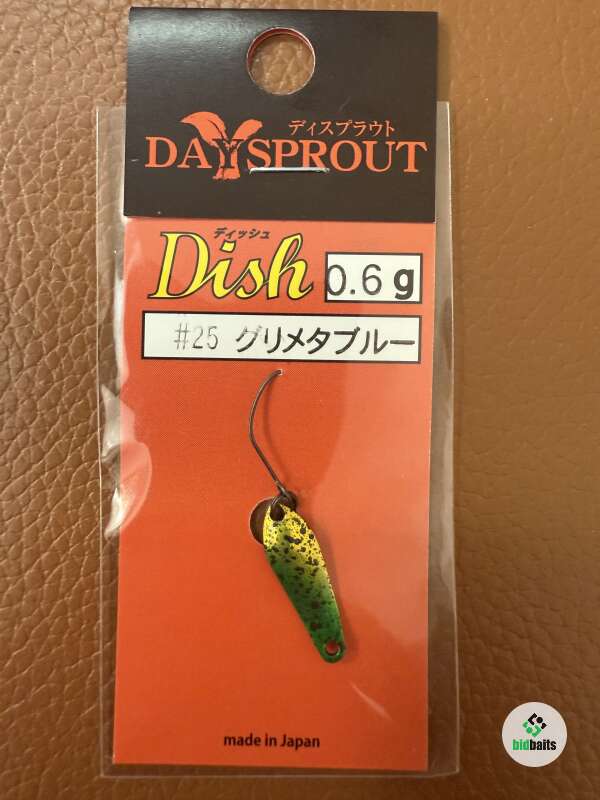 ディスプラウト
DAYSPROUT
ディッシュ
Dish 0.6g
#25 グリメタブルー
made in Japan
bidbaits